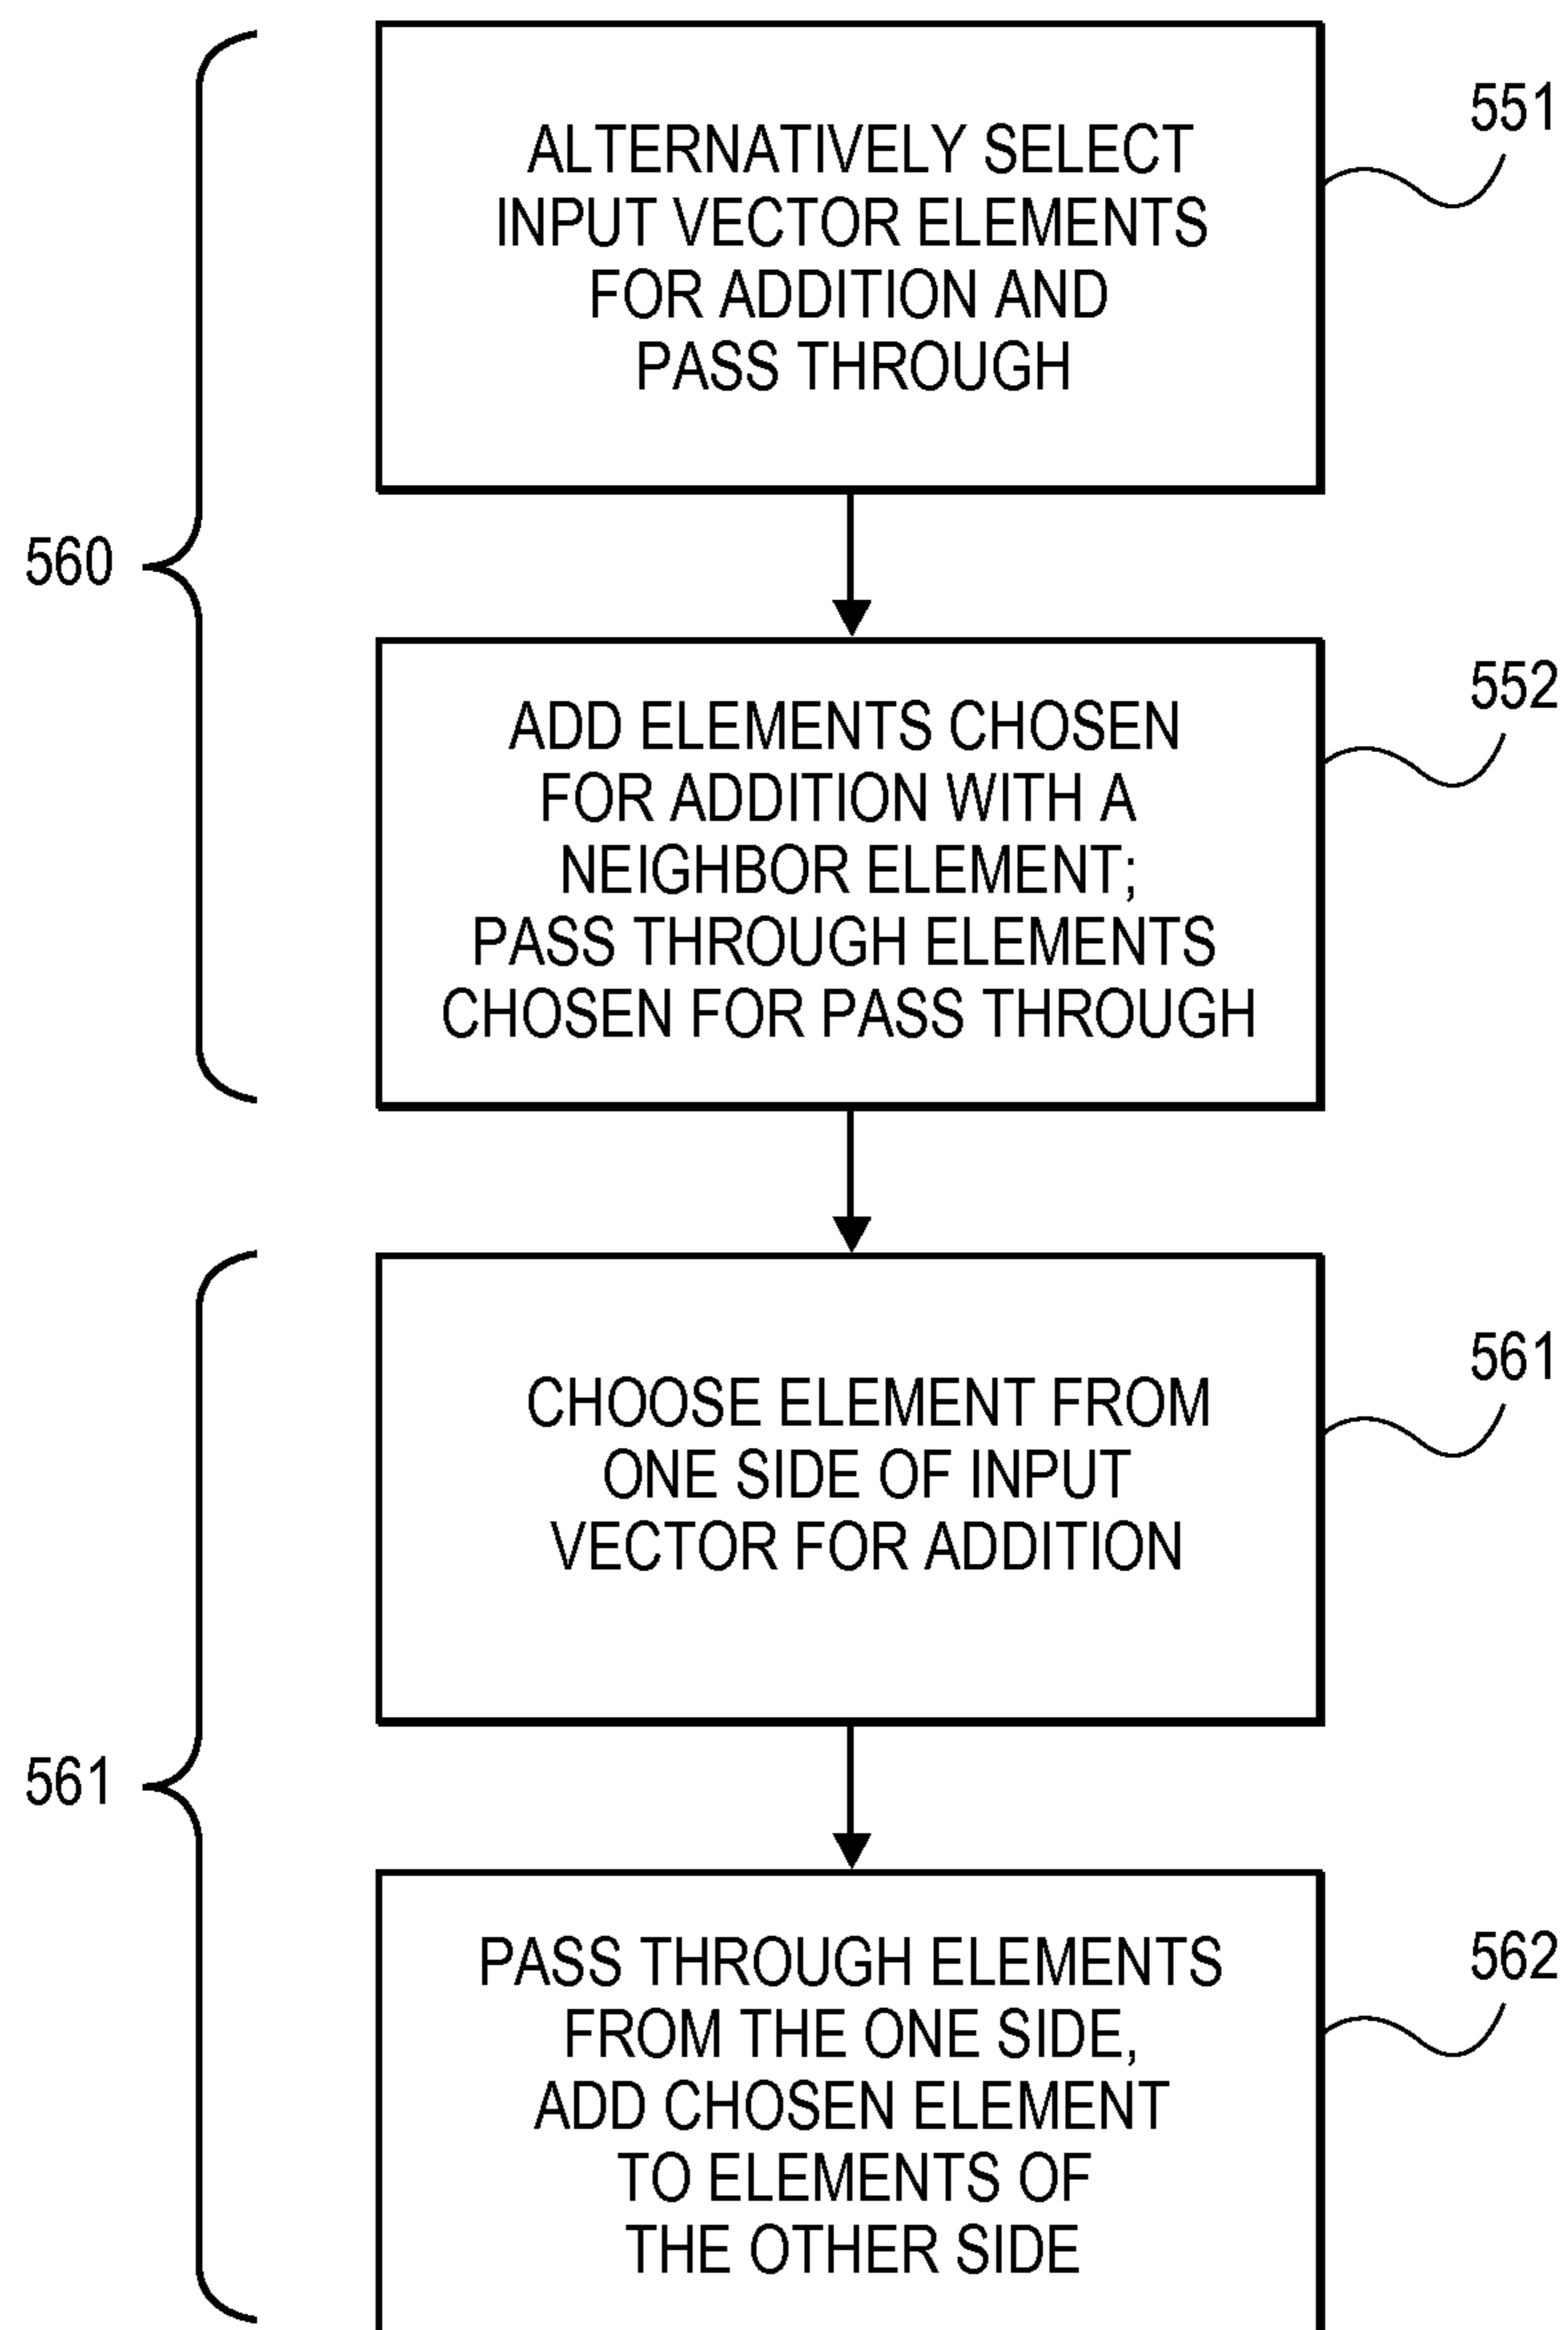 551
ALTERNATIVELY SELECT
INPUT VECTOR ELEMENTS
FOR ADDITION AND
PASS THROUGH
560
552
ADD ELEMENTS CHOSEN
FOR ADDITION WITH A
NEIGHBOR ELEMENT;
PASS THROUGH ELEMENTS
CHOSEN FOR PASS THROUGH
561
CHOOSE ELEMENT FROM
ONE SIDE OF INPUT
VECTOR FOR ADDITION
561
562
PASS THROUGH ELEMENTS
FROM THE ONE SIDE,
ADD CHOSEN ELEMENT
TO ELEMENTS OF
THE OTHER SIDE